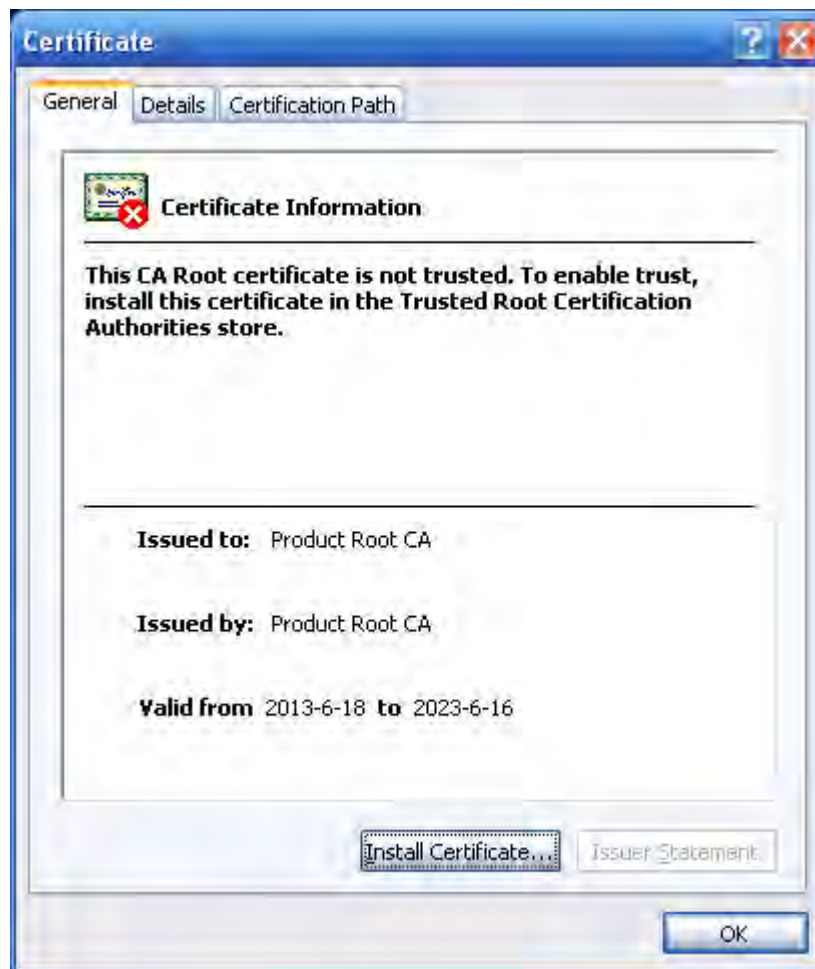 Certificate
General Details Certification Path
Certificate Information
This CA Root certificate is not trusted. To enable trust,
install this certificate in the Trusted Root Certification
Authorities store.
Issued to: Product Root CA
Issued by: Product Root CA
Valid from 2013-6-18 to 2023-6-16
Install Certificate... Issuer Statement
OK